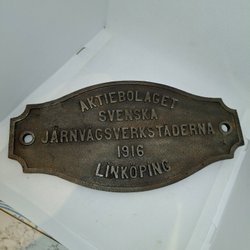 AKTIEBOLAGET
SVENSKA
JÄRNVÄGSVERKSTÄDERNA
1916
LINKÖPING